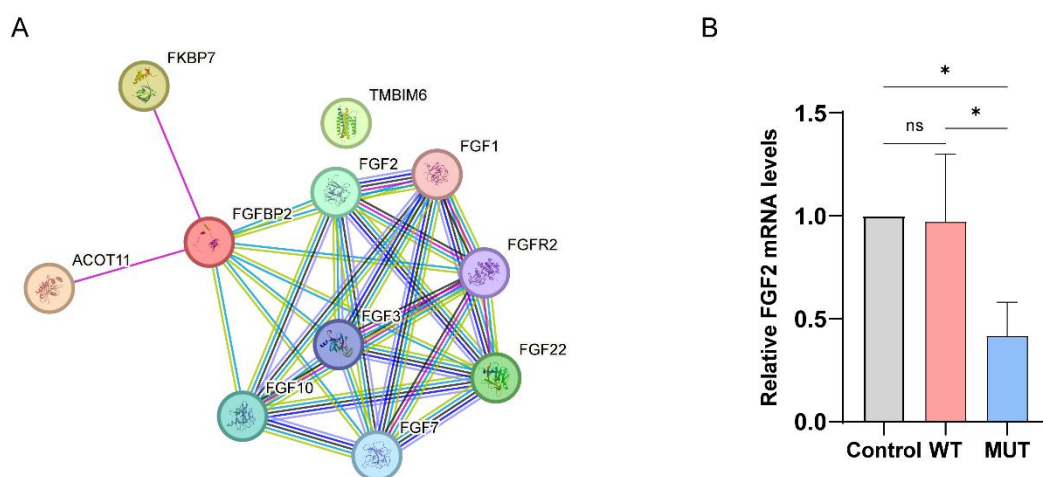 A
FKBP7
TMBIM6
FGF2
FGF1
FGFBP2
ACOT11
FGFR2
FGF3
FGF22
FGF10
FGF7
B
Relative FGF2 mRNA levels
1.5
1.0
0.5
0.0
*
ns
*
Control WT MUT